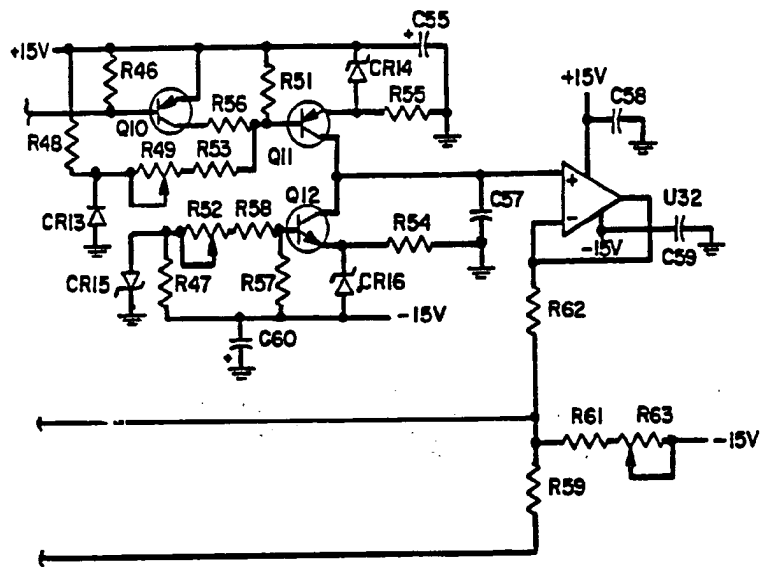 C55
+
+15V
R46
R51
CR14
R55
+15V
C58
Q10
R56
R48
Q11
R49
R53
Q12
C57
+
-
U32
CR13
R52
R58
R54
-15V
C59
CR15
R47
R57
CR16
-15V
R62
C60
+
R61
R63
-15V
R59